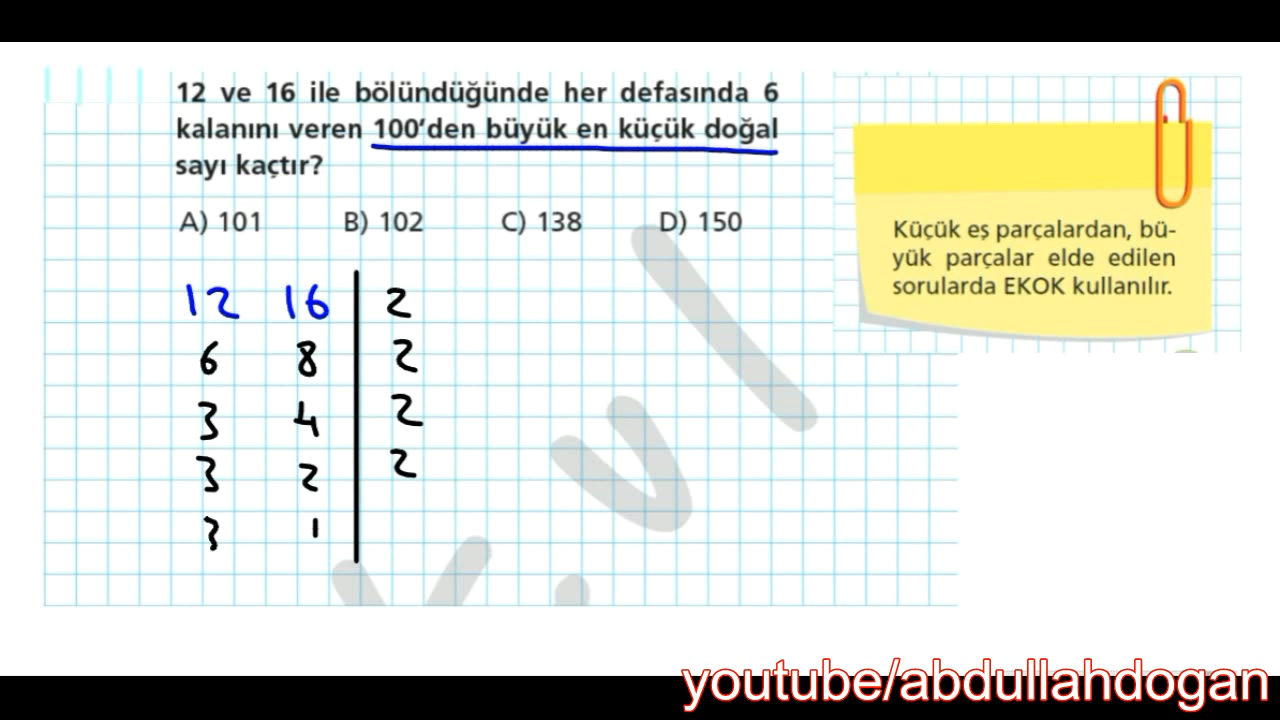 12 ve 16 ile bölündüğünde her defasında 6
kalanını veren 100’den büyük en küçük doğal
sayı kaçtır?
A) 101 B) 102 C) 138 D) 150
12 16 2
6 8 2
3 4 2
3 2 2
3 1
Küçük eş parçalardan, bü-
yük parçalar elde edilen
sorularda EKOK kullanılır.
youtube/abdullahdogan